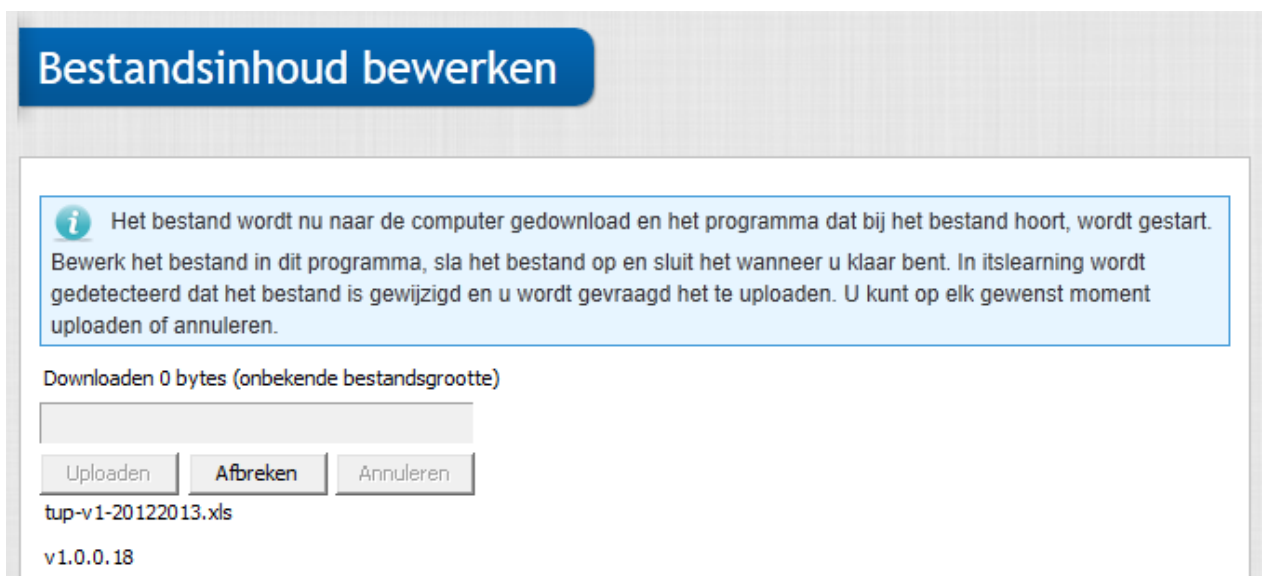 Bestandsinhoud bewerken
Het bestand wordt nu naar de computer gedownload en het programma dat bij het bestand hoort, wordt gestart.
Bewerk het bestand in dit programma, sla het bestand op en sluit het wanneer u klaar bent. In itslearning wordt
gedetecteerd dat het bestand is gewijzigd en u wordt gevraagd het te uploaden. U kunt op elk gewenst moment
uploaden of annuleren.
Downloaden 0 bytes (onbekende bestandsgrootte)
Uploaden Afbreken Annuleren
tup-v1-20122013.xls
v1.0.0.18